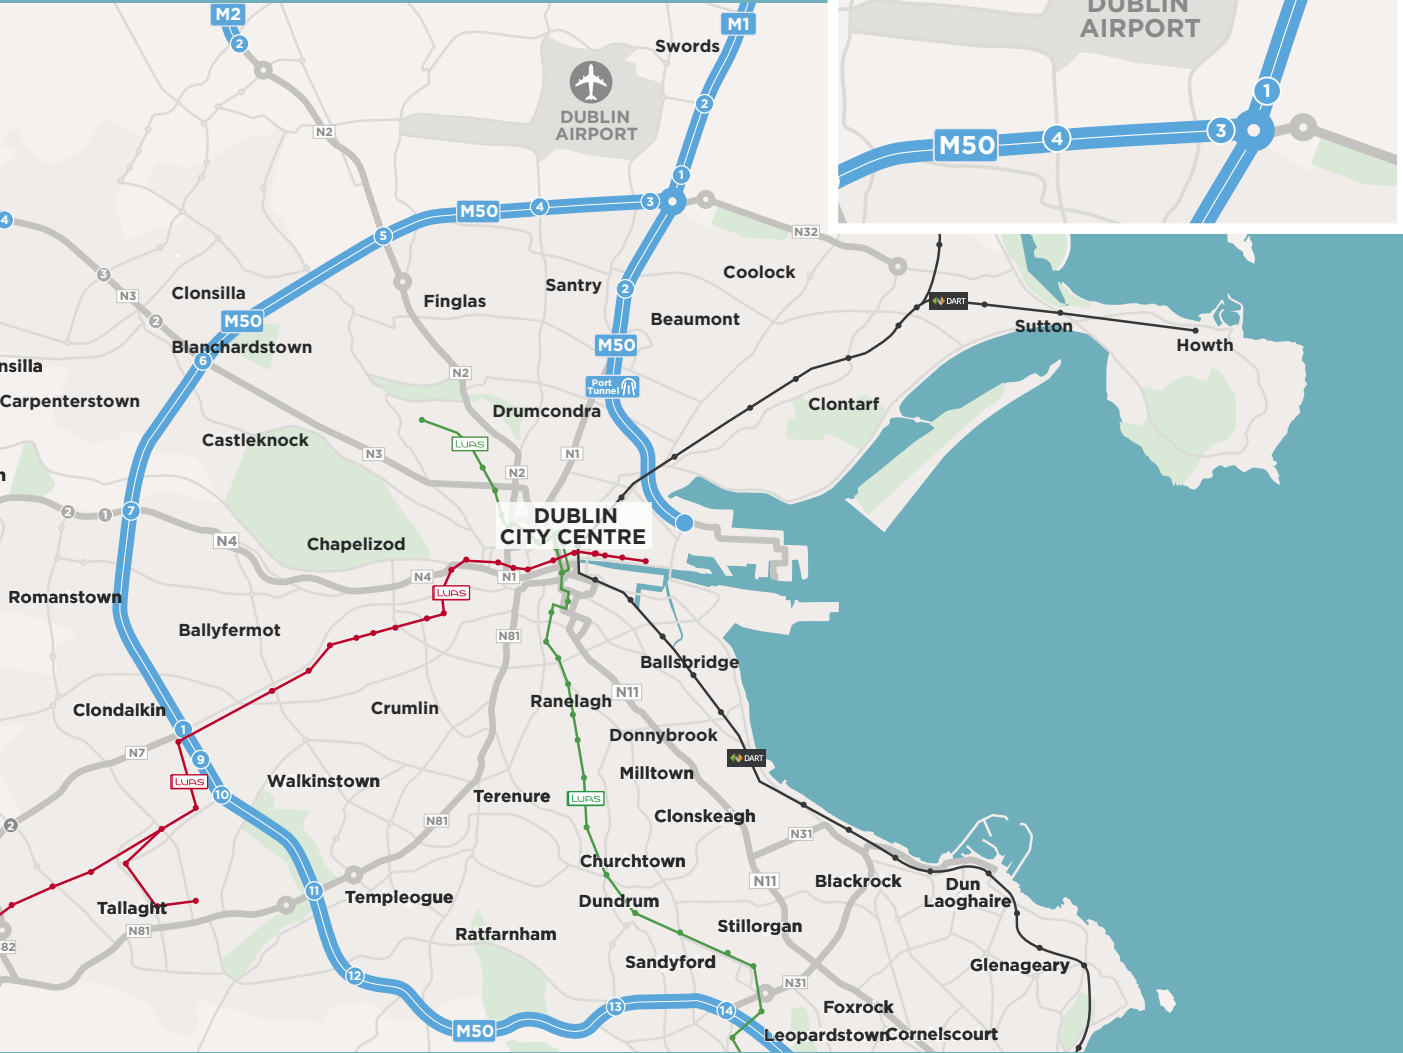 M2
M1
DUBLIN
AIRPORT
2
Swords
1
2
DUBLIN
AIRPORT
N2
3
4
M50
1
3
4
M50
4
5
N32
Coolock
3
N3
Clonsilla
Santry
2
Finglas
DART
2
M50
Beaumont
Sutton
Howth
Blanchardstown
M50
6
nsilla
N2
Port
Tunnel
Carpenterstown
Drumcondra
Clontarf
Castleknock
LUAS
N3
N1
N2
2
1
7
DUBLIN
CITY CENTRE
N4
Chapelizod
N4
N1
LUAS
Romanstown
Ballyfermot
N81
Ballsbridge
N11
Ranelagh
Clondalkin
Crumlin
1
Donnybrook
N7
9
DART
Milltown
LUAS
Walkinstown
10
Terenure
LUAS
Clonskeagh
2
N81
N31
Churchtown
N11
Blackrock
11
Dun
Laoghaire
Templeogue
Dundrum
Tallaght
Stillorgan
N81
Ratfarnham
82
Sandyford
Glenageary
12
N31
13
14
Foxrock
M50
Leopardstown
Cornelscourt